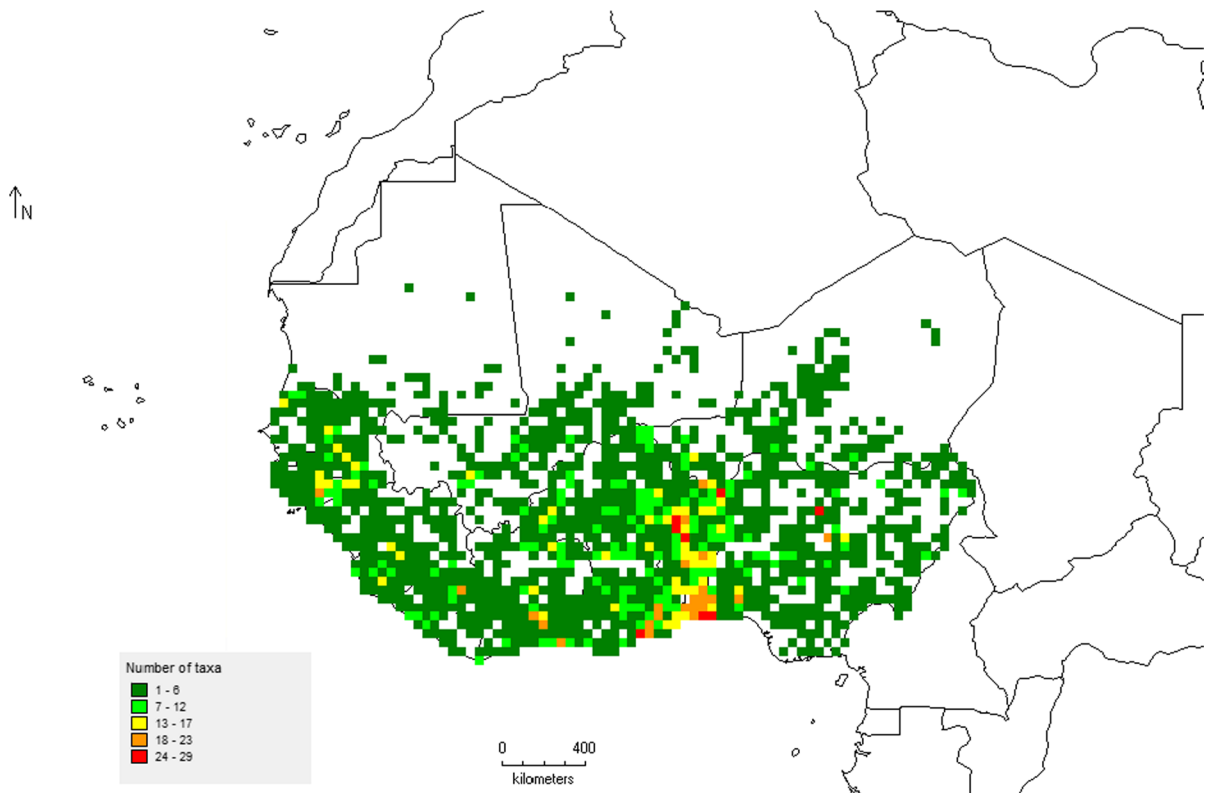 N
Number of taxa
1 - 6
7 - 12
13 - 17
18 - 23
24 - 29
0 400
kilometers